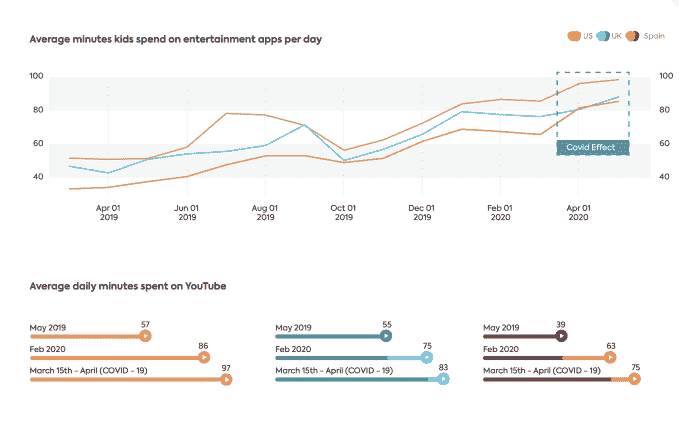 Average minutes kids spend on entertainment apps per day
US UK Spain
100 100
80 80
60 60
Covid Effect
40 40
Apr 01 Jun 01 Aug 01 Oct 01 Dec 01 Feb 01 Apr 01
2019 2019 2019 2019 2019 2020 2020
Average daily minutes spent on YouTube
May 2019 57
Feb 2020 86
March 15th - April (COVID - 19) 97
May 2019 55
Feb 2020 75
March 15th - April (COVID - 19) 83
May 2019 39
Feb 2020 63
March 15th - April (COVID - 19) 75